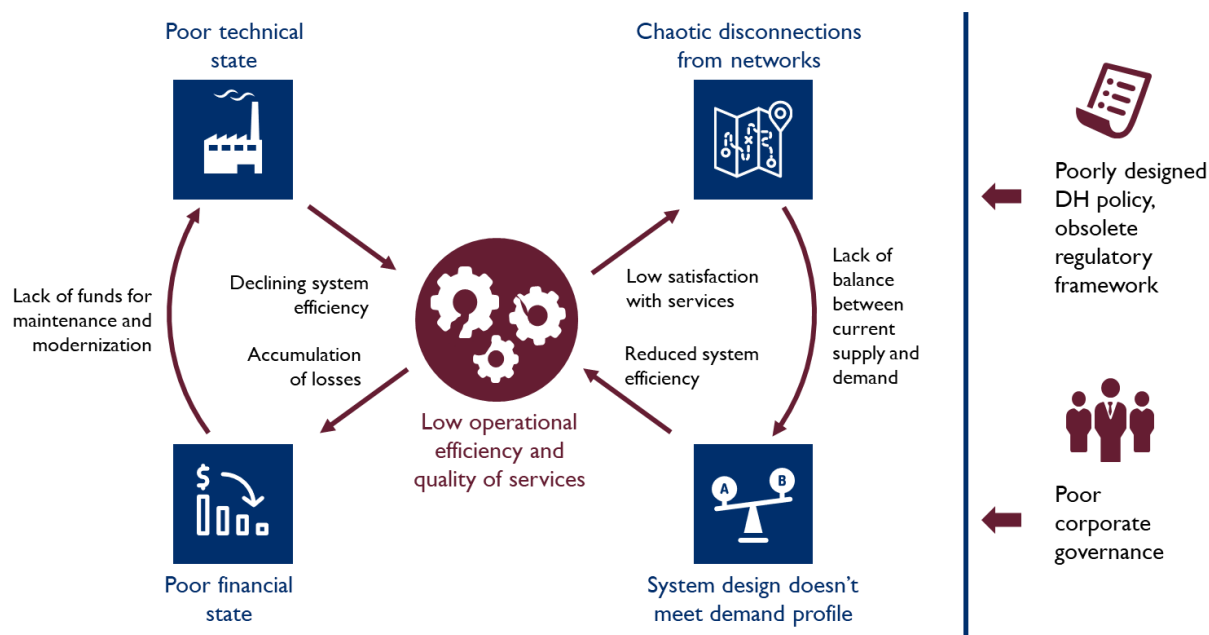 Poor technical
state
Chaotic disconnections
from networks
Poorly designed
DH policy,
obsolete
regulatory
framework
Lack of funds for
maintenance and
modernization
Declining system
efficiency
Accumulation
of losses
Low satisfaction
with services
Reduced system
efficiency
Lack of
balance
between
current
supply and
demand
Low operational
efficiency and
quality of services
$
A
B
Poor financial
state
System design doesn't
meet demand profile
Poor
corporate
governance